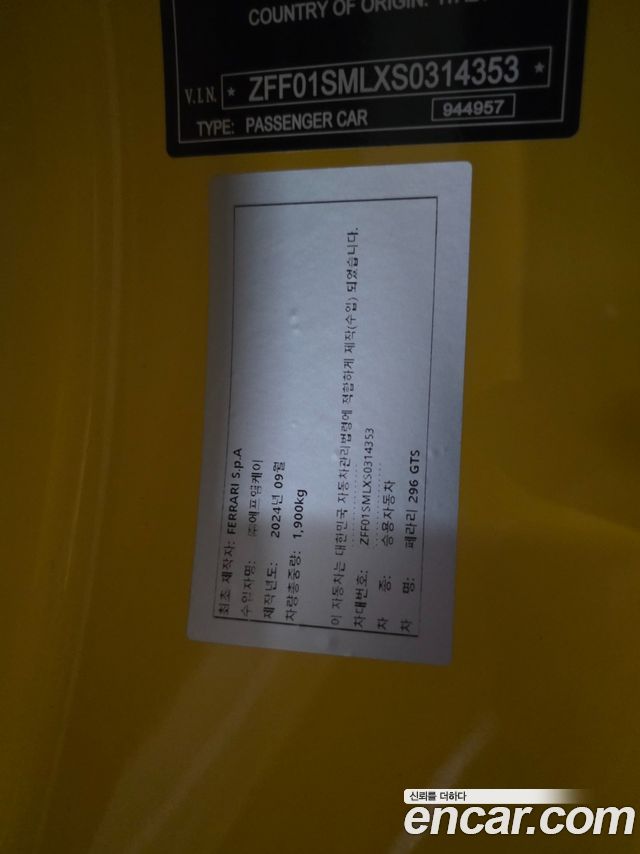 COUNTRY OF ORIGIN:
V.I.N. * ZFF01SMLXS0314353 *
TYPE: PASSENGER CAR 944957
최초 제작자: FERRARI S.p.A
수입자명: ㈜에프엠케이
제작년도: 2024년 09월
차량총중량: 1,900kg
이 자동차는 대한민국 자동차관리법령에 적합하게 제작(수입) 되었습니다.
차대번호: ZFF01SMLXS0314353
차 종: 승용자동차
차 명: 페라리 296 GTS
신뢰를 더하다
encar.com